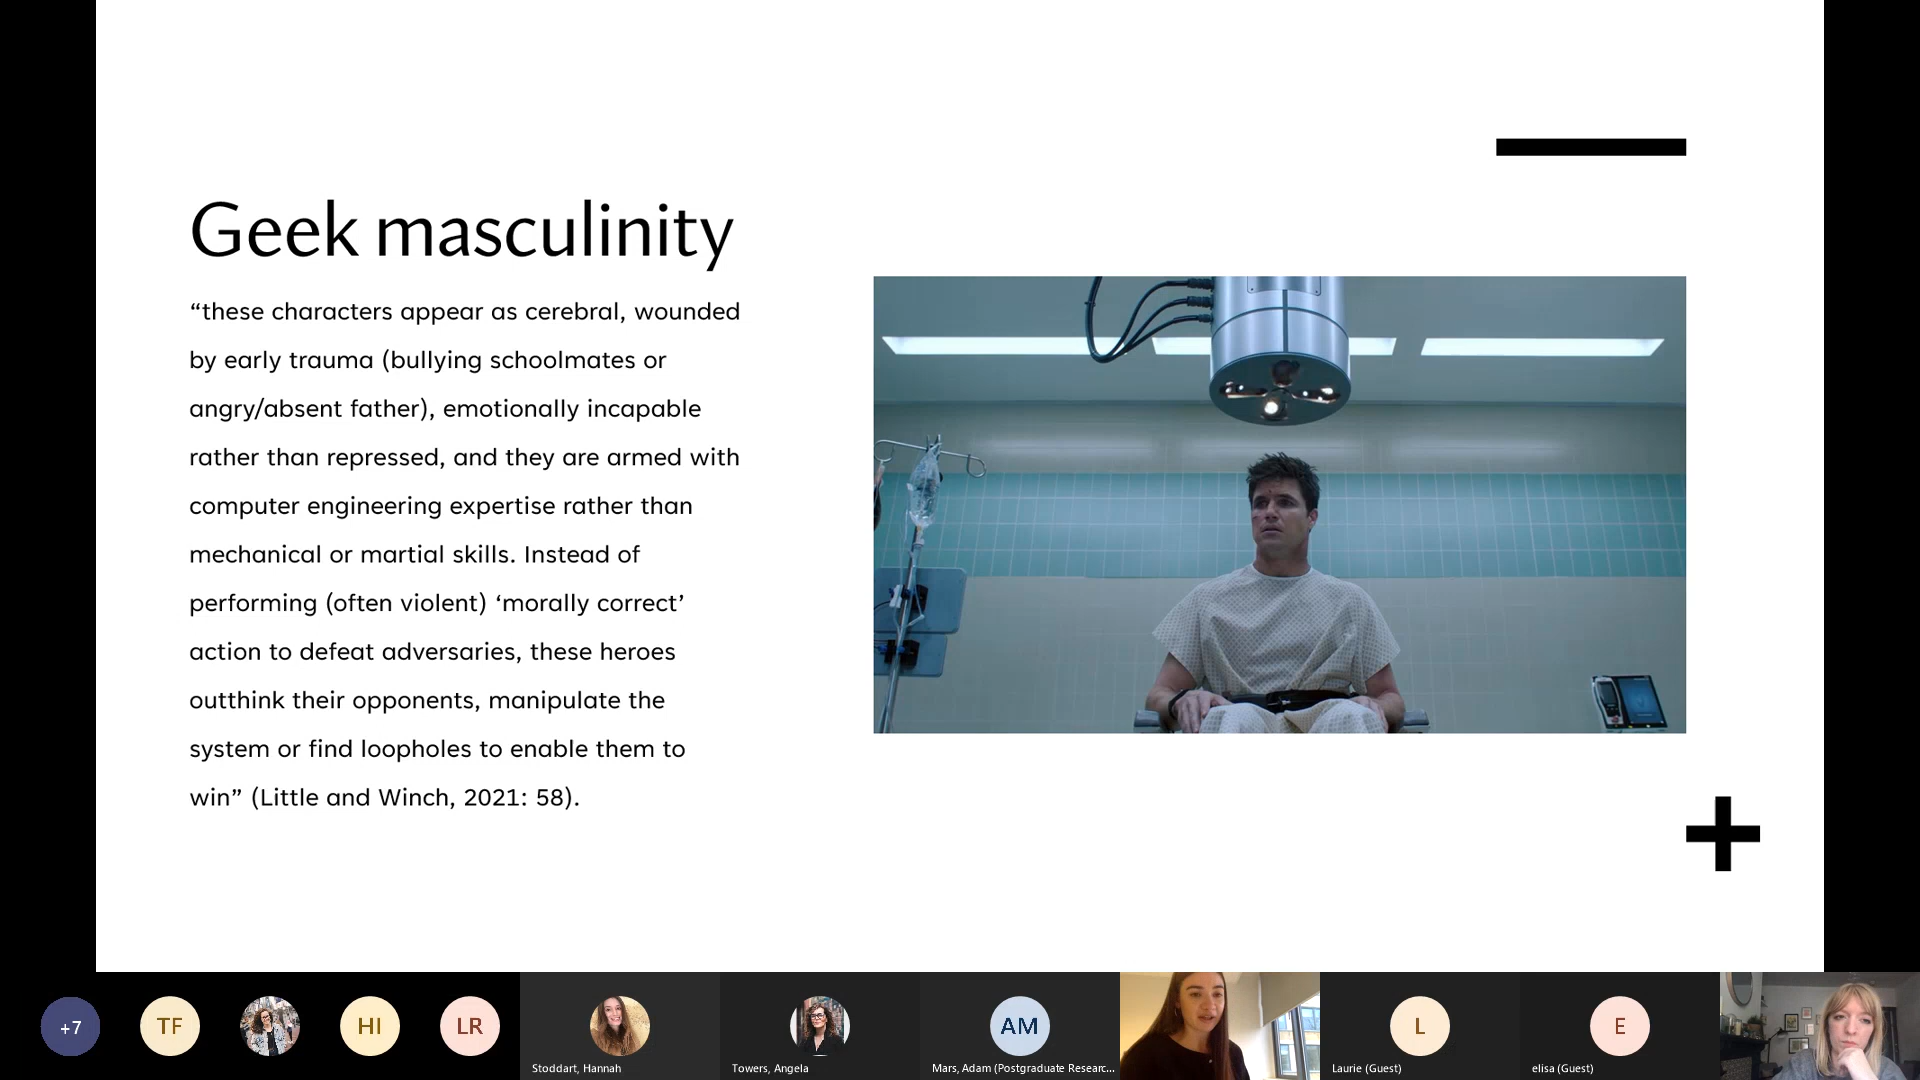 Geek masculinity
“these characters appear as cerebral, wounded
by early trauma (bullying schoolmates or
angry/absent father), emotionally incapable
rather than repressed, and they are armed with
computer engineering expertise rather than
mechanical or martial skills. Instead of
performing (often violent) ‘morally correct’
action to defeat adversaries, these heroes
outthink their opponents, manipulate the
system or find loopholes to enable them to
win” (Little and Winch, 2021: 58).
+7
TF
HI
LR
Stoddart, Hannah
Towers, Angela
AM
Mars, Adam (Postgraduate Researc...
L
Laurie (Guest)
E
elisa (Guest)